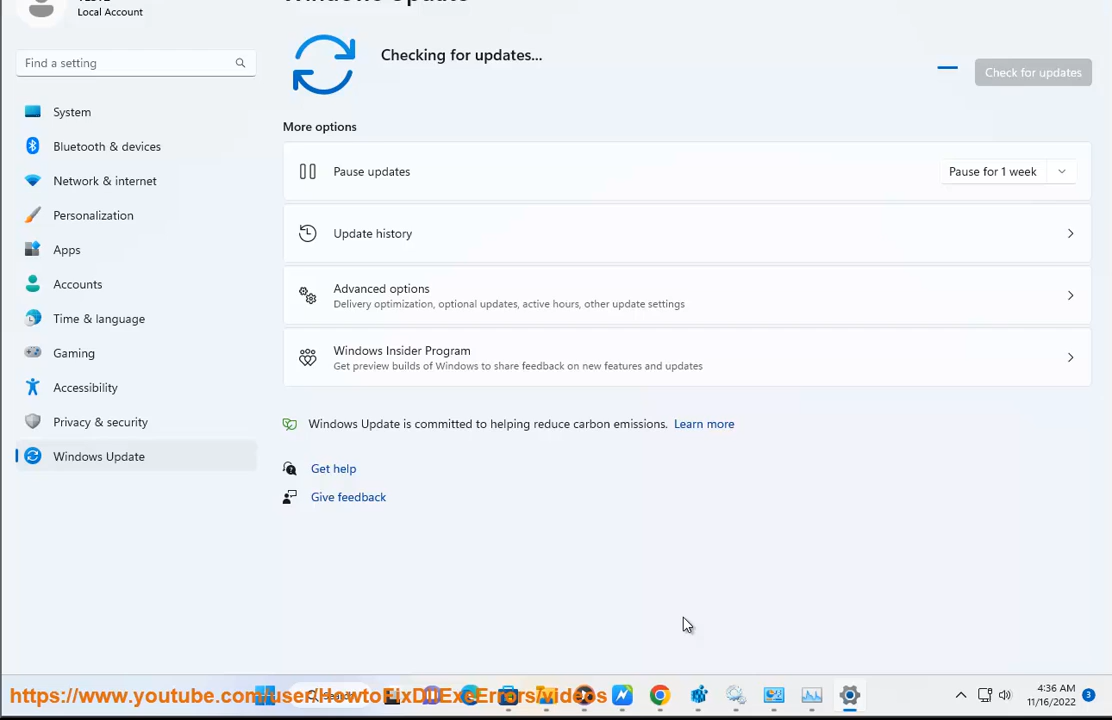 Local Account
Windows Update
Find a setting
Checking for updates...
Check for updates
More options
System
Bluetooth & devices
Pause updates
Pause for 1 week
Network & internet
Personalization
Update history
Apps
Accounts
Advanced options
Delivery optimization, optional updates, active hours, other update settings
Time & language
Gaming
Windows Insider Program
Get preview builds of Windows to share feedback on new features and updates
Accessibility
Privacy & security
Windows Update is committed to helping reduce carbon emissions. Learn more
Windows Update
Get help
Give feedback
https://www.youtube.com/user/HowtoFixDllExeErrors/videos
4:36 AM
11/16/2022
3